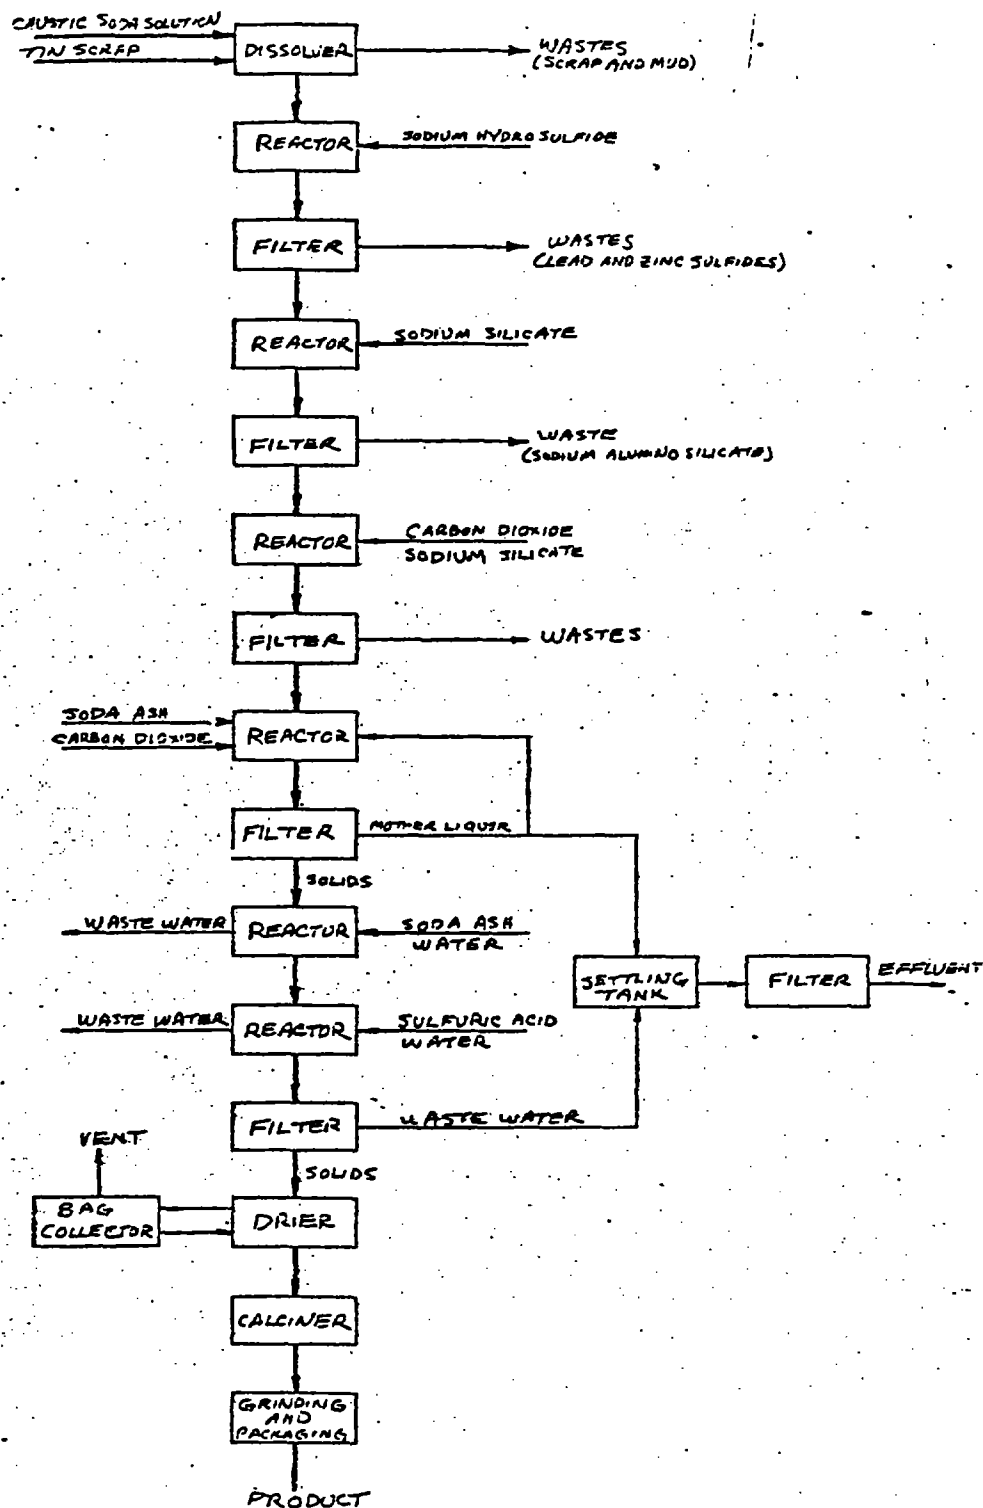 CAUSTIC SODA SOLUTION
TIN SCRAP
DISSOLVER
WASTES
(SCRAP AND MUD)
REACTOR
SODIUM HYDROSULFIDE
FILTER
WASTES
(LEAD AND ZINC SULFIDES)
REACTOR
SODIUM SILICATE
FILTER
WASTE
(SODIUM ALUMINO SILICATE)
REACTOR
CARBON DIOXIDE
SODIUM SILICATE
FILTER
WASTES
SODA ASH
CARBON DIOXIDE
REACTOR
FILTER
MOTHER LIQUIR
SOLIDS
WASTE WATER
REACTOR
SODA ASH
WATER
SETTLING
TANK
FILTER
EFFLUENT
WASTE WATER
REACTOR
SULFURIC ACID
WATER
FILTER
WASTE WATER
VENT
SOLIDS
BAG
COLLECTOR
DRIER
CALCINER
GRINDING
AND
PACKAGING
PRODUCT